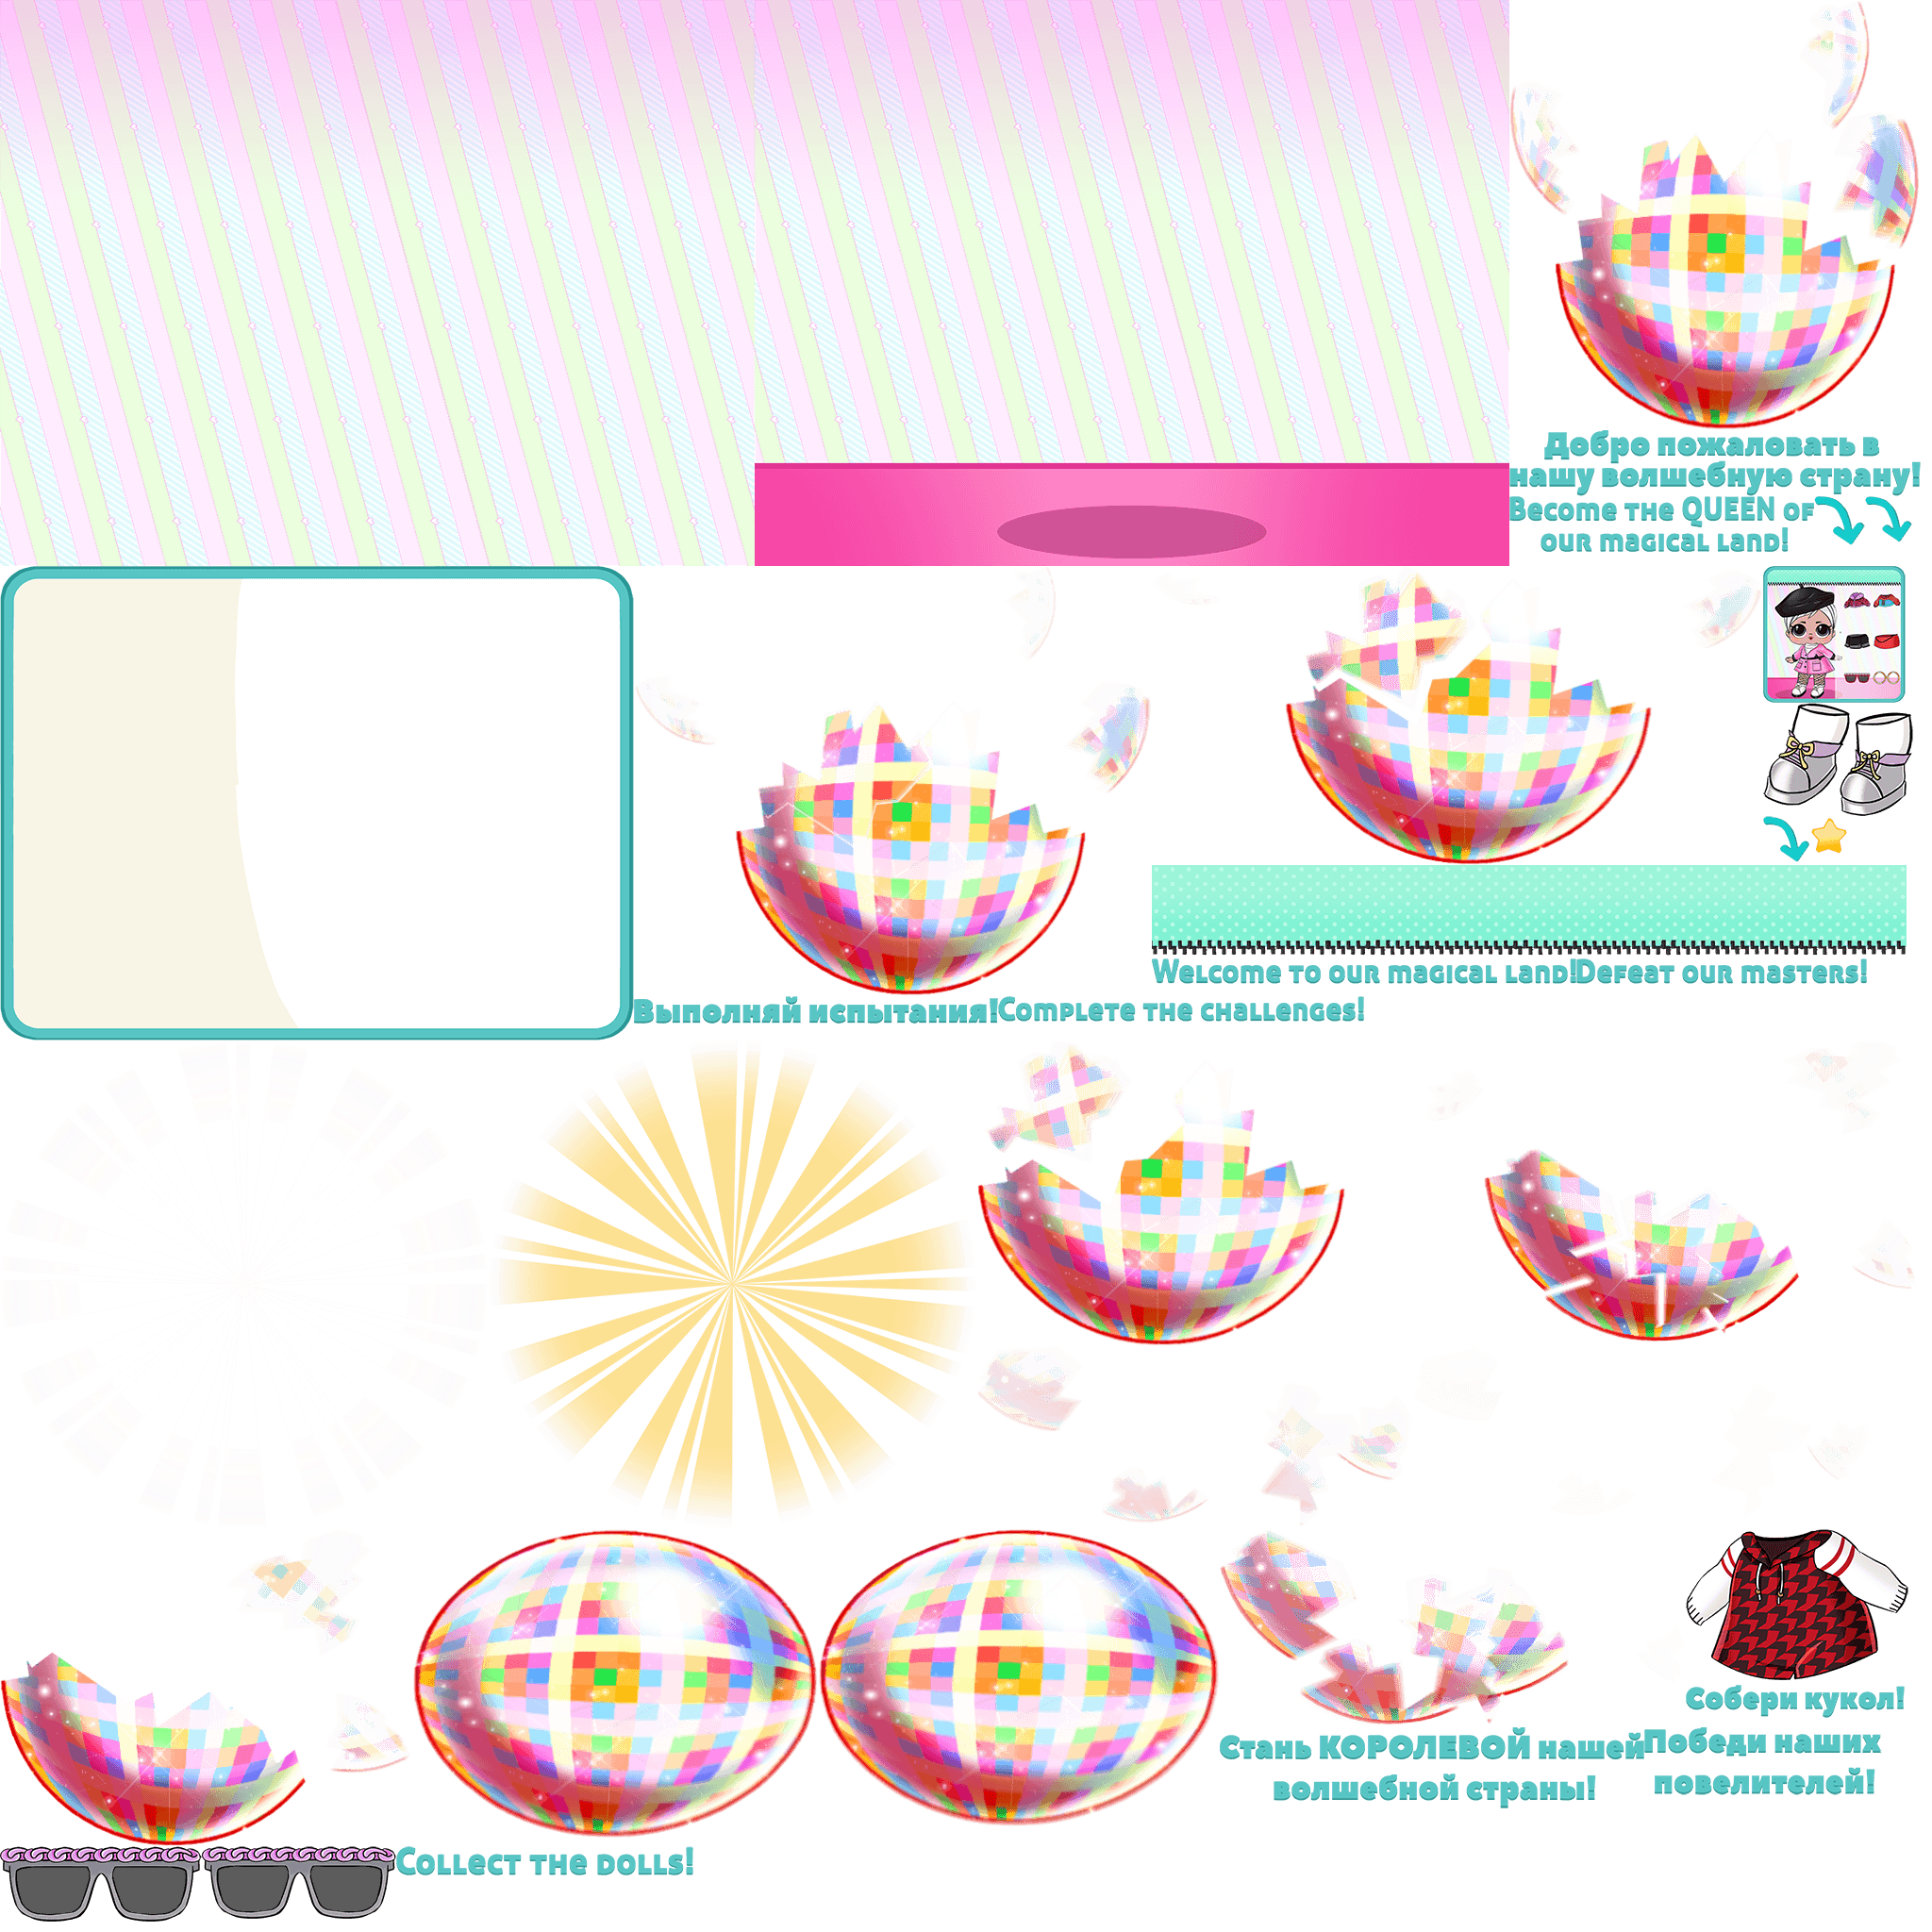 Добро пожаловать в
нашу волшебную страну!
Become the QUEEN of
our magical land!
Welcome to our magical land!
Defeat our masters!
Выполняй испытания!
Complete the challenges!
Собери кукол!
Стань КОРОЛЕВОЙ нашей
волшебной страны!
Победи наших
повелителей!
Collect the dolls!